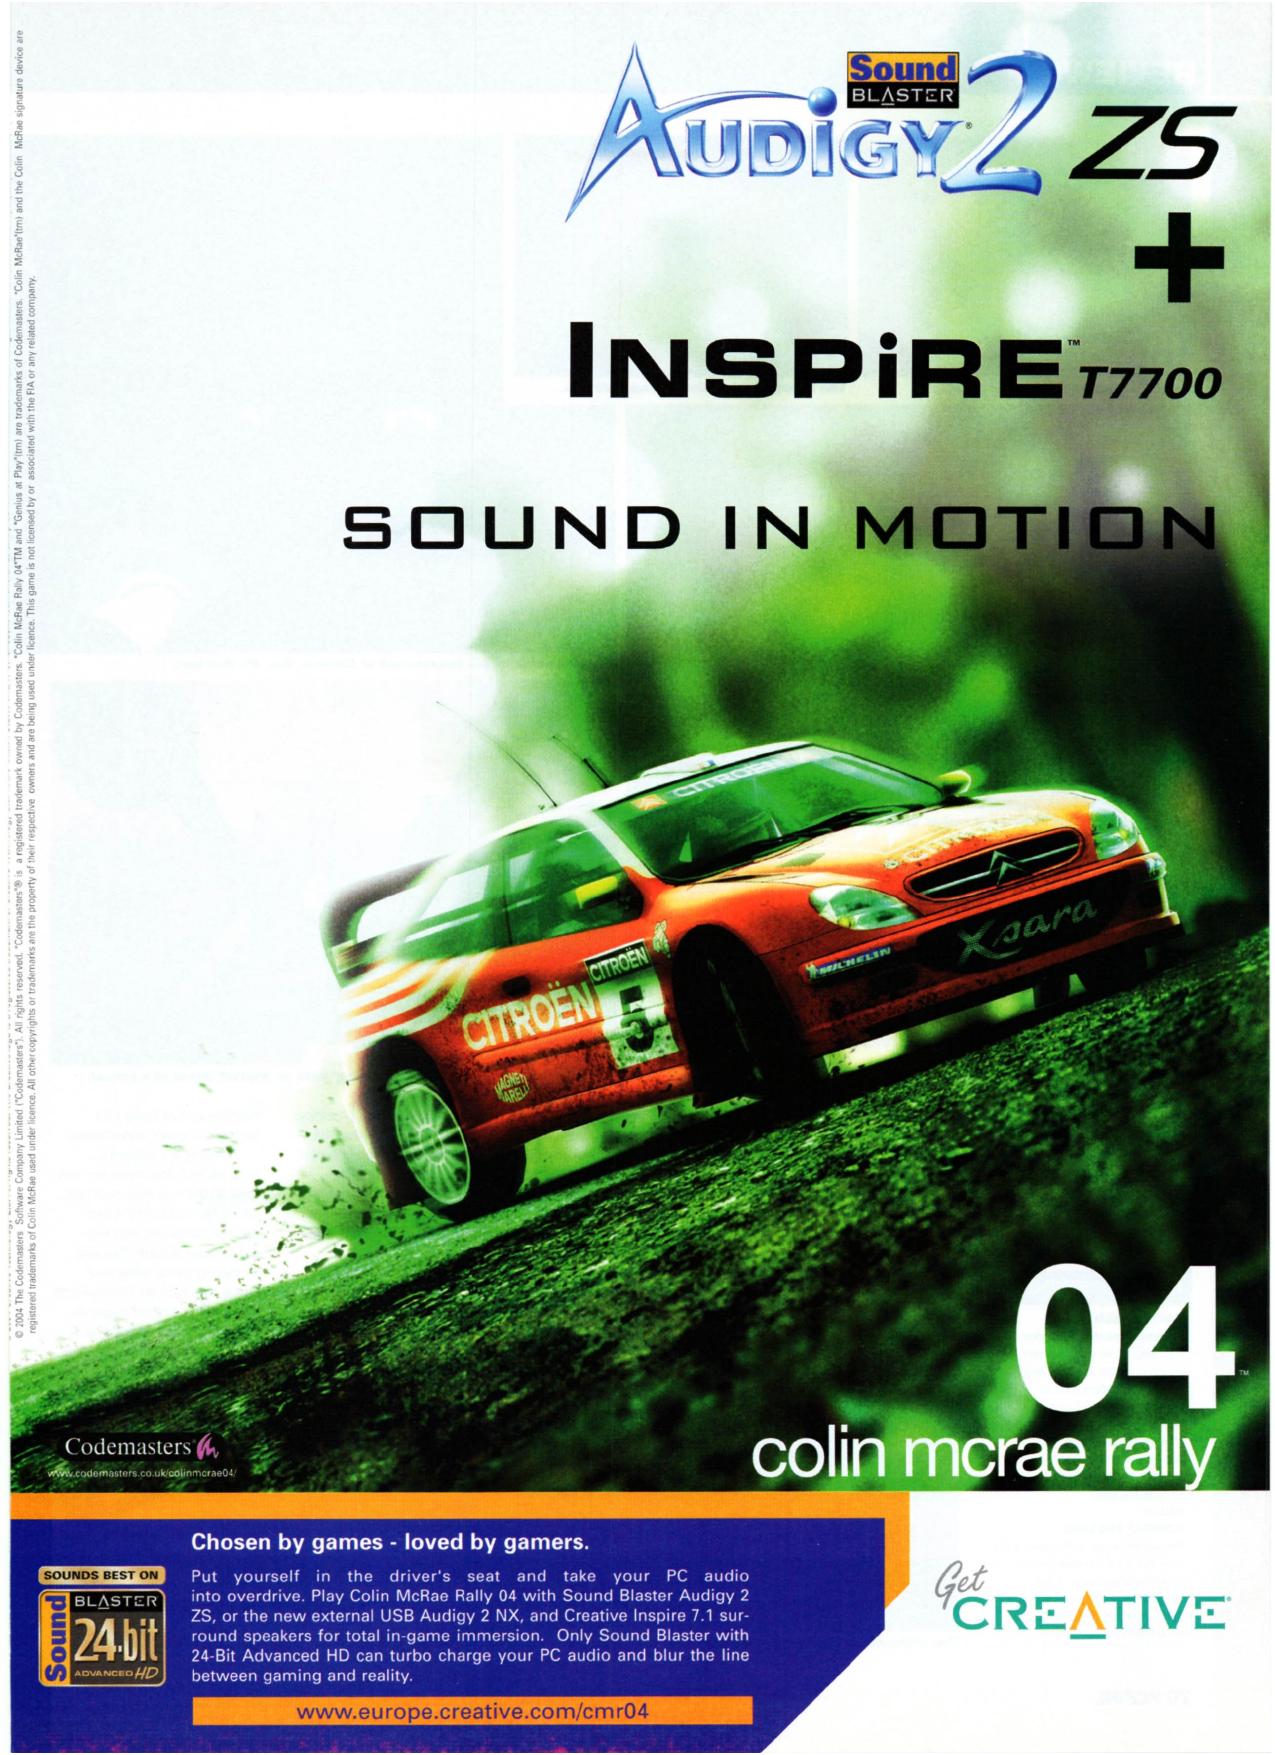 Sound
BLASTER
AUDiGY® 2 ZS
+
INSPiRE™ T7700
SOUND IN MOTION
CITROËN
CITROËN
Xsara
MICHELIN
CITROËN
5
CITROËN
MAGNETI
MARELLI
04™
colin mcrae rally
Codemasters
www.codemasters.co.uk/colinmcrae04/
Chosen by games - loved by gamers.
Put yourself in the driver's seat and take your PC audio
into overdrive. Play Colin McRae Rally 04 with Sound Blaster Audigy 2
ZS, or the new external USB Audigy 2 NX, and Creative Inspire 7.1 sur-
round speakers for total in-game immersion. Only Sound Blaster with
24-Bit Advanced HD can turbo charge your PC audio and blur the line
between gaming and reality.
www.europe.creative.com/cmr04
SOUNDS BEST ON
Sound
BLASTER
24-bit
ADVANCED HD
Get
CREATIVE®
© 2004 The Codemasters Software Company Limited ("Codemasters"). All rights reserved. "Codemasters"® is a registered trademark owned by Codemasters. "Colin McRae Rally 04"TM and "Genius at Play"(tm) are trademarks of Codemasters. "Colin McRae"(tm) and the Colin McRae signature device are
registered trademarks of Colin McRae used under licence. All other copyrights or trademarks are the property of their respective owners and are being used under licence. This game is not licensed by or associated with the FIA or any related company.